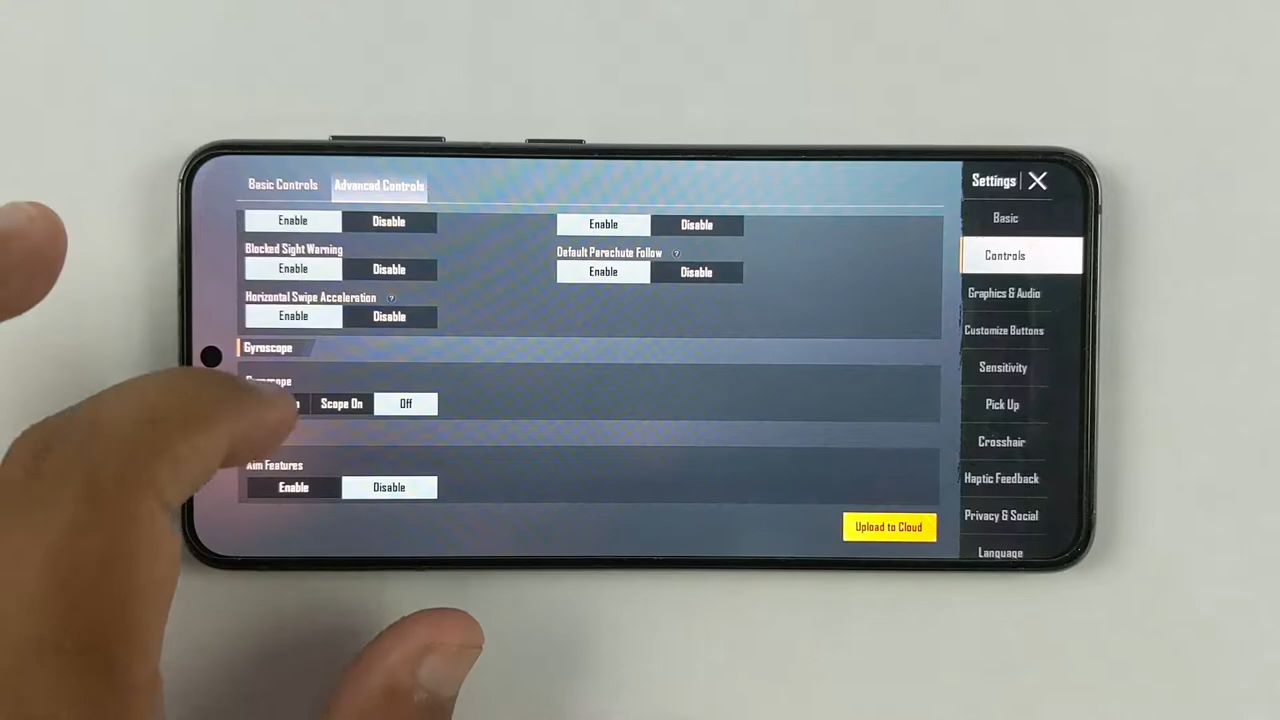 Basic Controls Advanced Controls
Enable Disable Enable Disable
Blocked Sight Warning Default Parachute Follow ?
Enable Disable Enable Disable
Horizontal Swipe Acceleration ?
Enable Disable
Gyroscope
Scope On Off
Aim Features
Enable Disable
Upload to Cloud
Settings
Basic
Controls
Graphics & Audio
Customize Buttons
Sensitivity
Pick Up
Crosshair
Haptic Feedback
Privacy & Social
Language